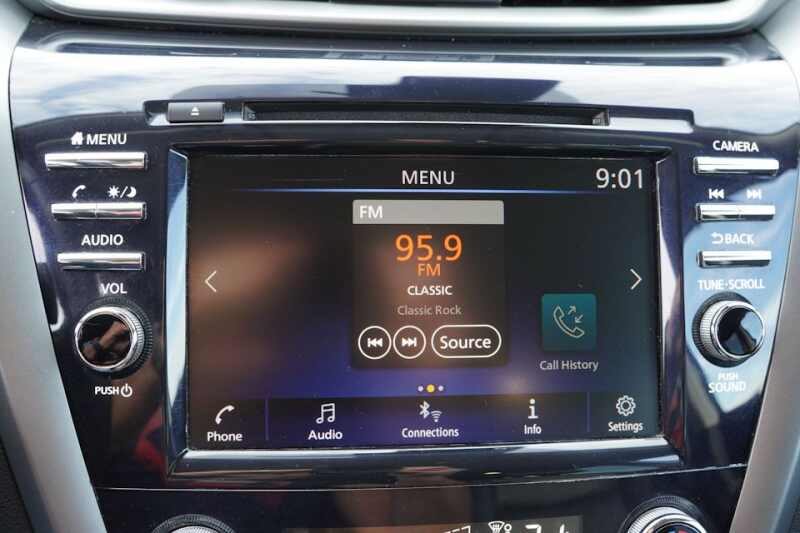 MENU
CAMERA
AUDIO
BACK
VOL
TUNE·SCROLL
PUSH
PUSH
SOUND
MENU
9:01
FM
95.9
FM
CLASSIC
Classic Rock
Source
Call History
Phone
Audio
Connections
Info
Settings